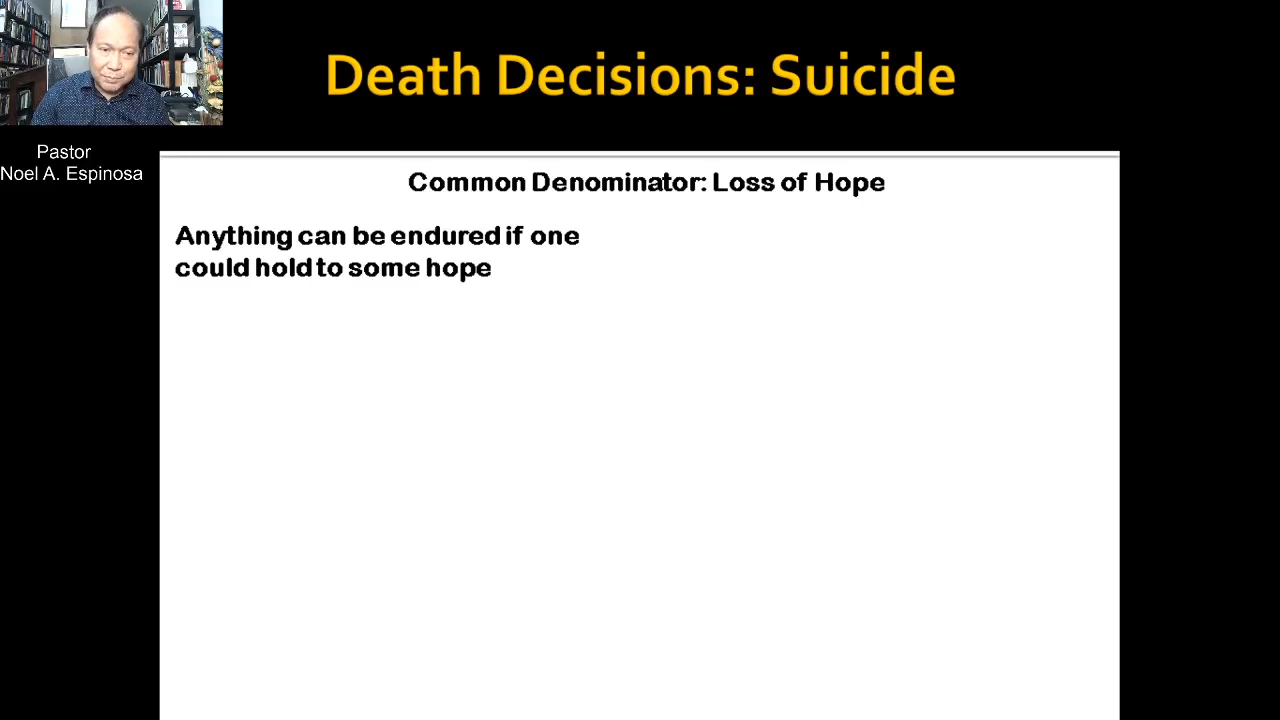 Death Decisions: Suicide
Pastor
Noel A. Espinosa
Common Denominator: Loss of Hope
Anything can be endured if one
could hold to some hope